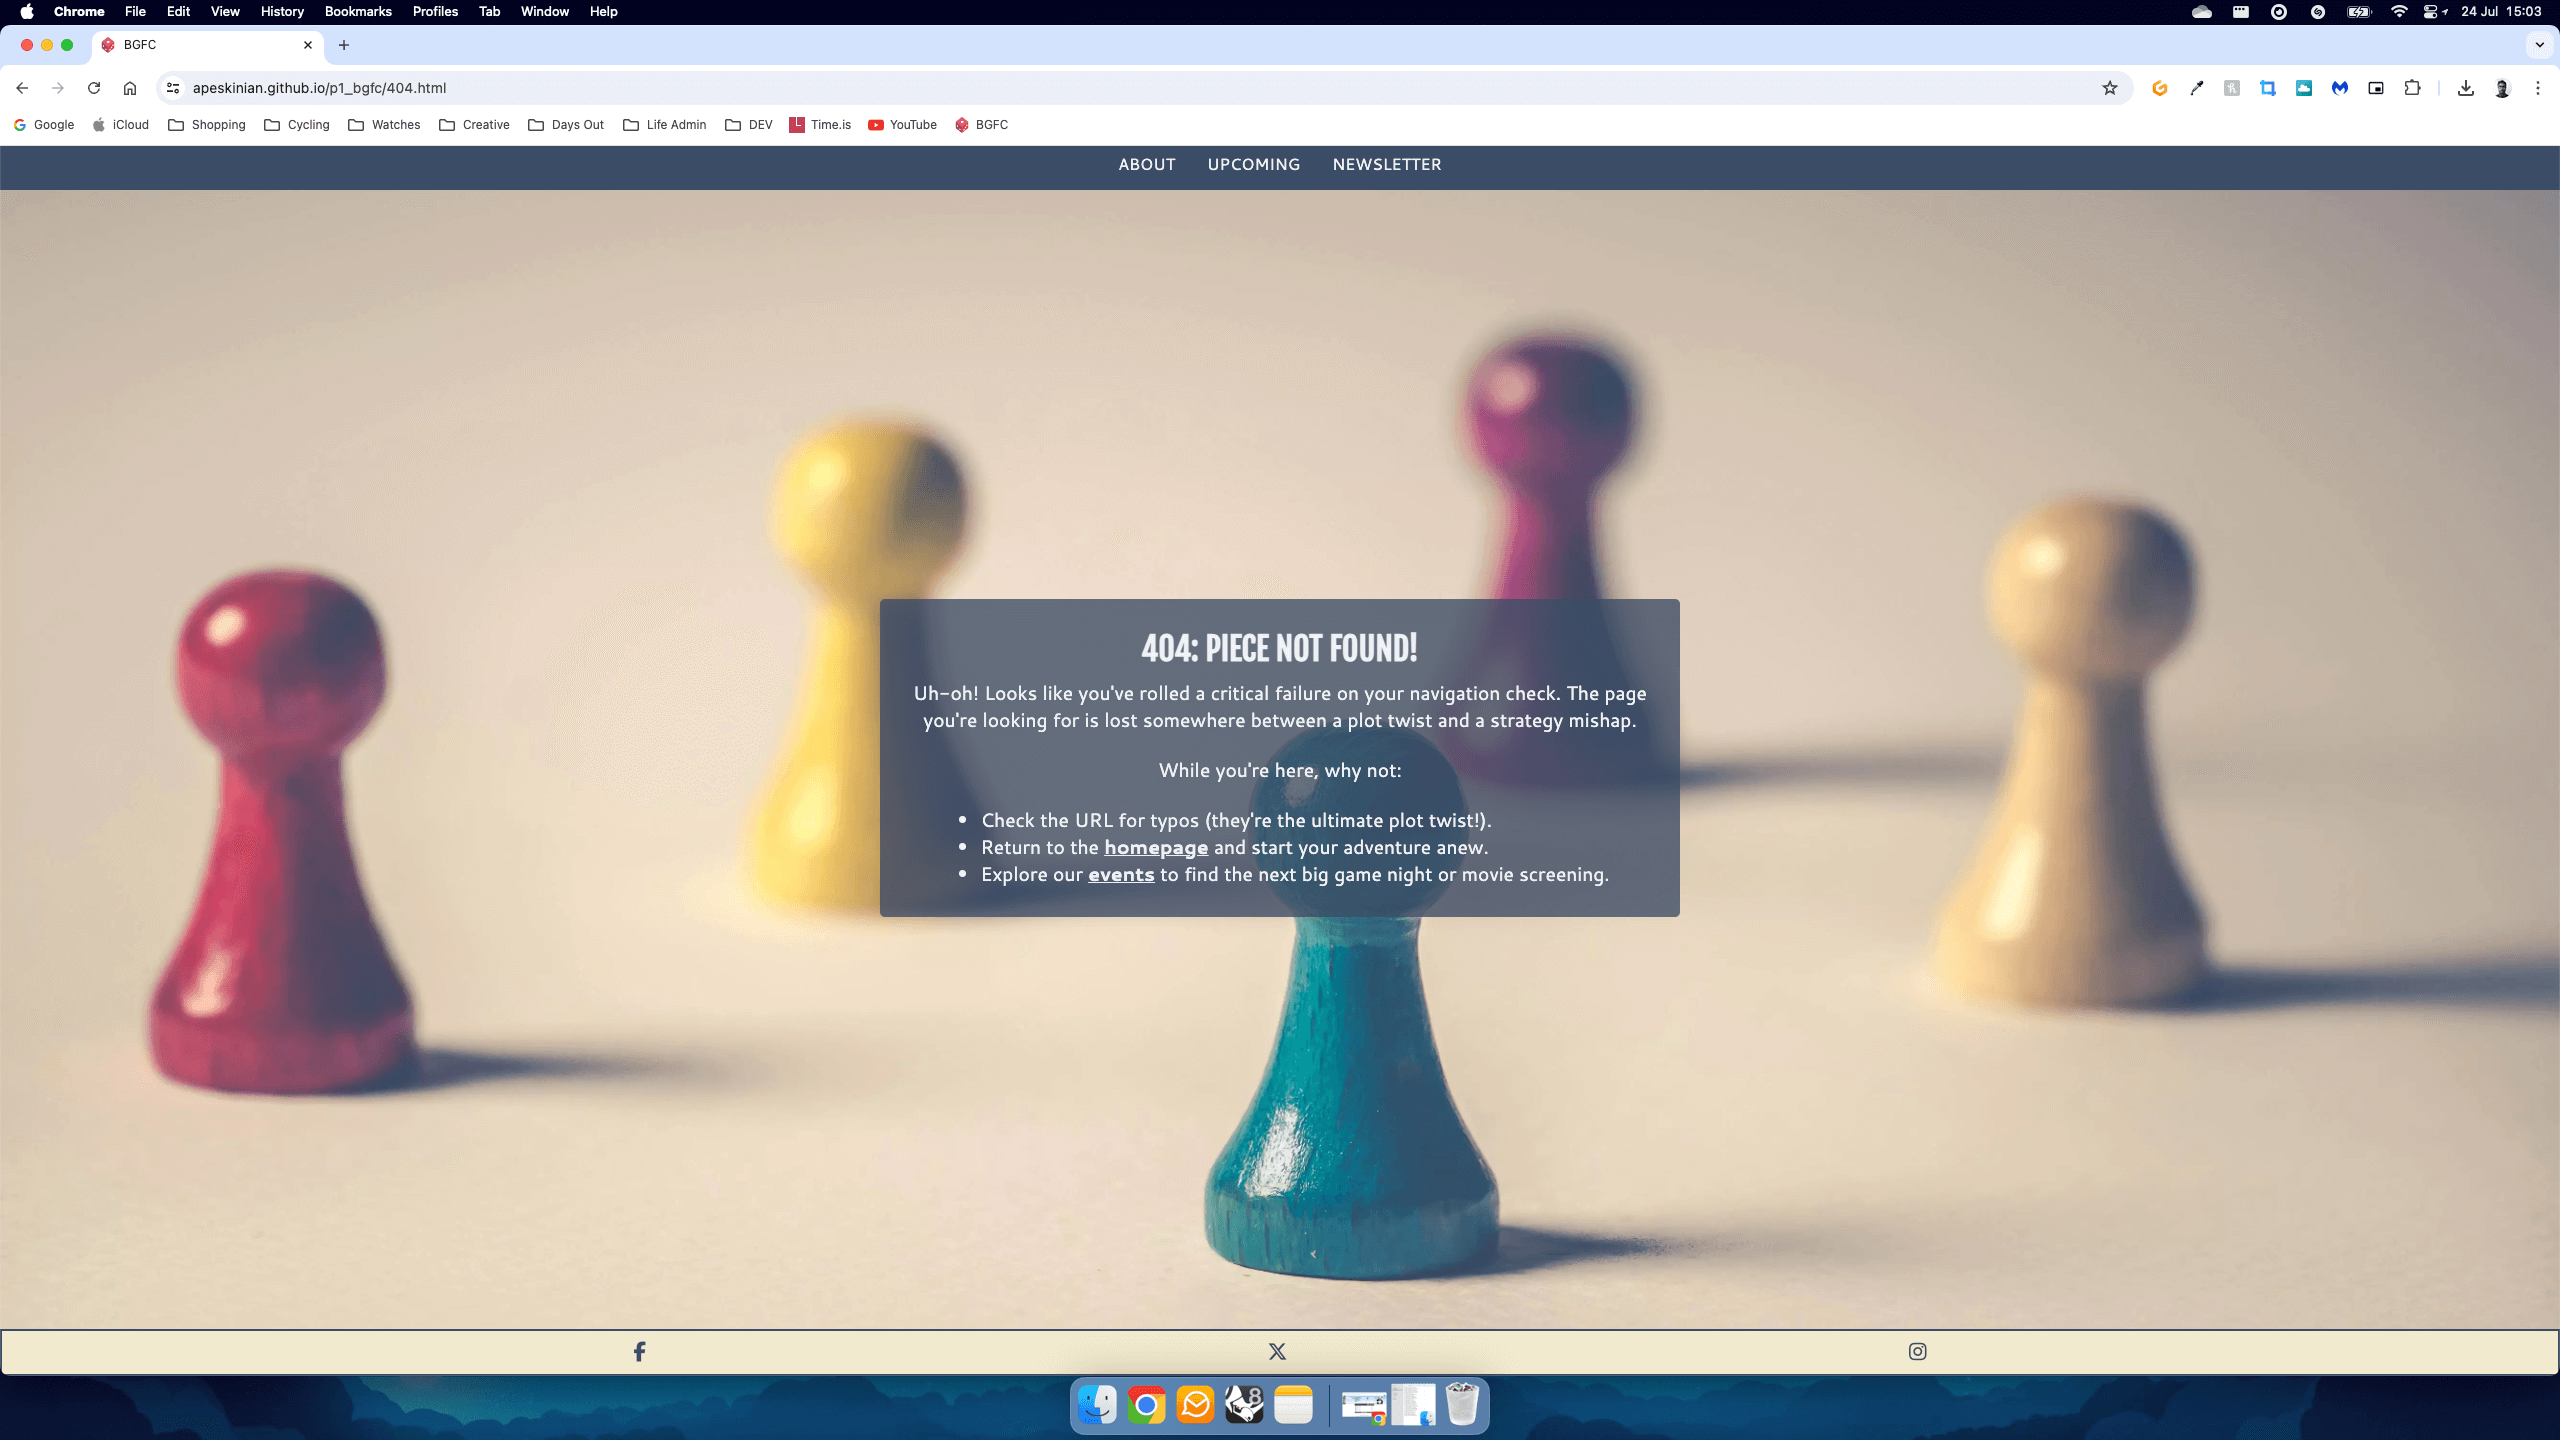 Chrome File Edit View History Bookmarks Profiles Tab Window Help 24 Jul 15:03
BGFC
apeskinian.github.io/p1_bgfc/404.html
Google iCloud Shopping Cycling Watches Creative Days Out Life Admin DEV Time.is YouTube BGFC
ABOUT UPCOMING NEWSLETTER
404: PIECE NOT FOUND!
Uh-oh! Looks like you've rolled a critical failure on your navigation check. The page
you're looking for is lost somewhere between a plot twist and a strategy mishap.
While you're here, why not:
• Check the URL for typos (they're the ultimate plot twist!).
• Return to the homepage and start your adventure anew.
• Explore our events to find the next big game night or movie screening.
8